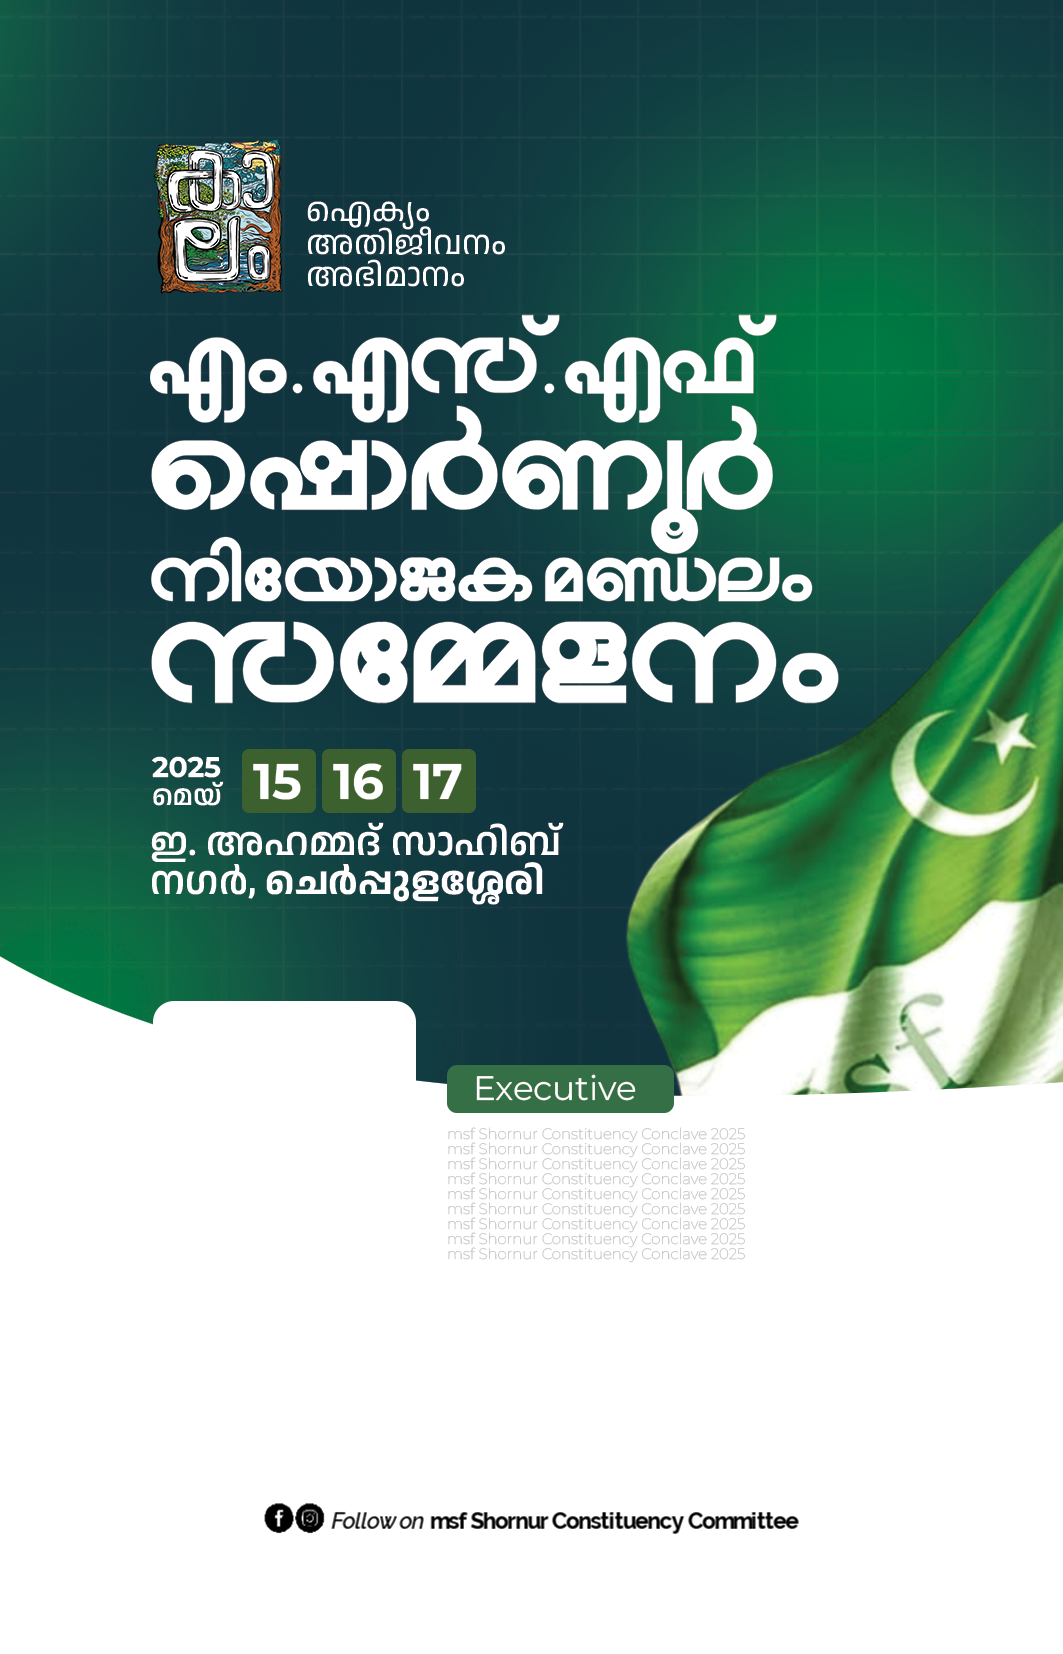 കാ
ലം
ഐക്യം
അതിജീവനം
അഭിമാനം
എം.എസ്.എഫ്
ഷൊർണൂർ
നിയോജക മണ്ഡലം
സമ്മേളനം
2025
മെയ്
15 16 17
ഇ. അഹമ്മദ് സാഹിബ്
നഗർ, ചെർപ്പുളശ്ശേരി
sf
Executive
msf Shornur Constituency Conclave 2025
msf Shornur Constituency Conclave 2025
msf Shornur Constituency Conclave 2025
msf Shornur Constituency Conclave 2025
msf Shornur Constituency Conclave 2025
msf Shornur Constituency Conclave 2025
msf Shornur Constituency Conclave 2025
msf Shornur Constituency Conclave 2025
msf Shornur Constituency Conclave 2025
Follow on msf Shornur Constituency Committee